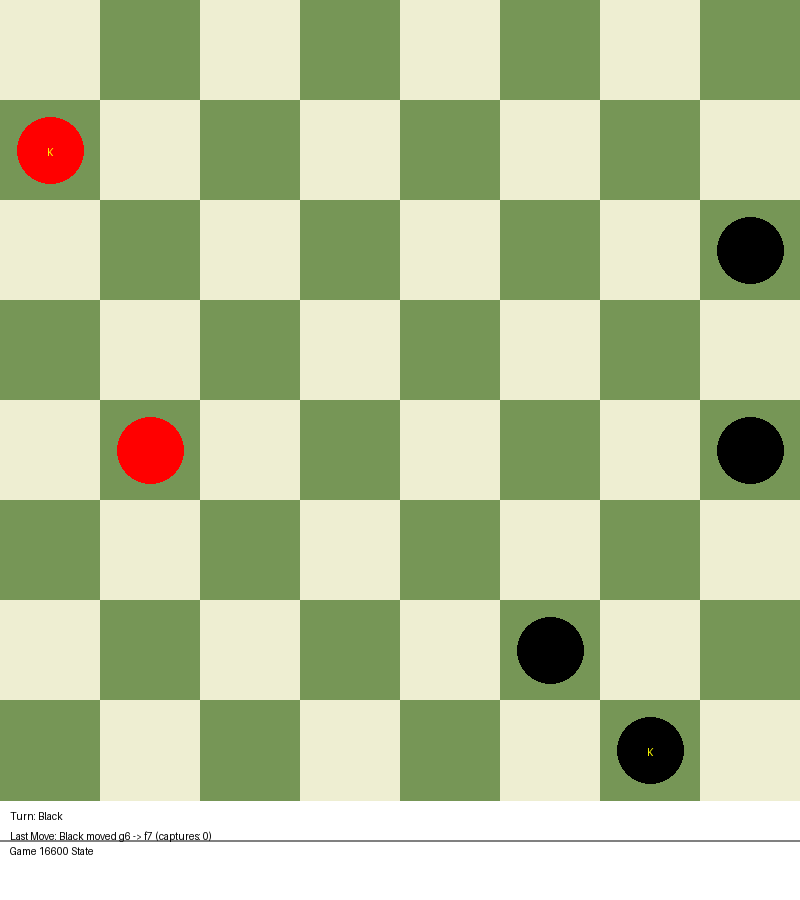 K
K
Turn: Black
Last Move: Black moved g6 -> f7 (captures: 0)
Game 16600 State